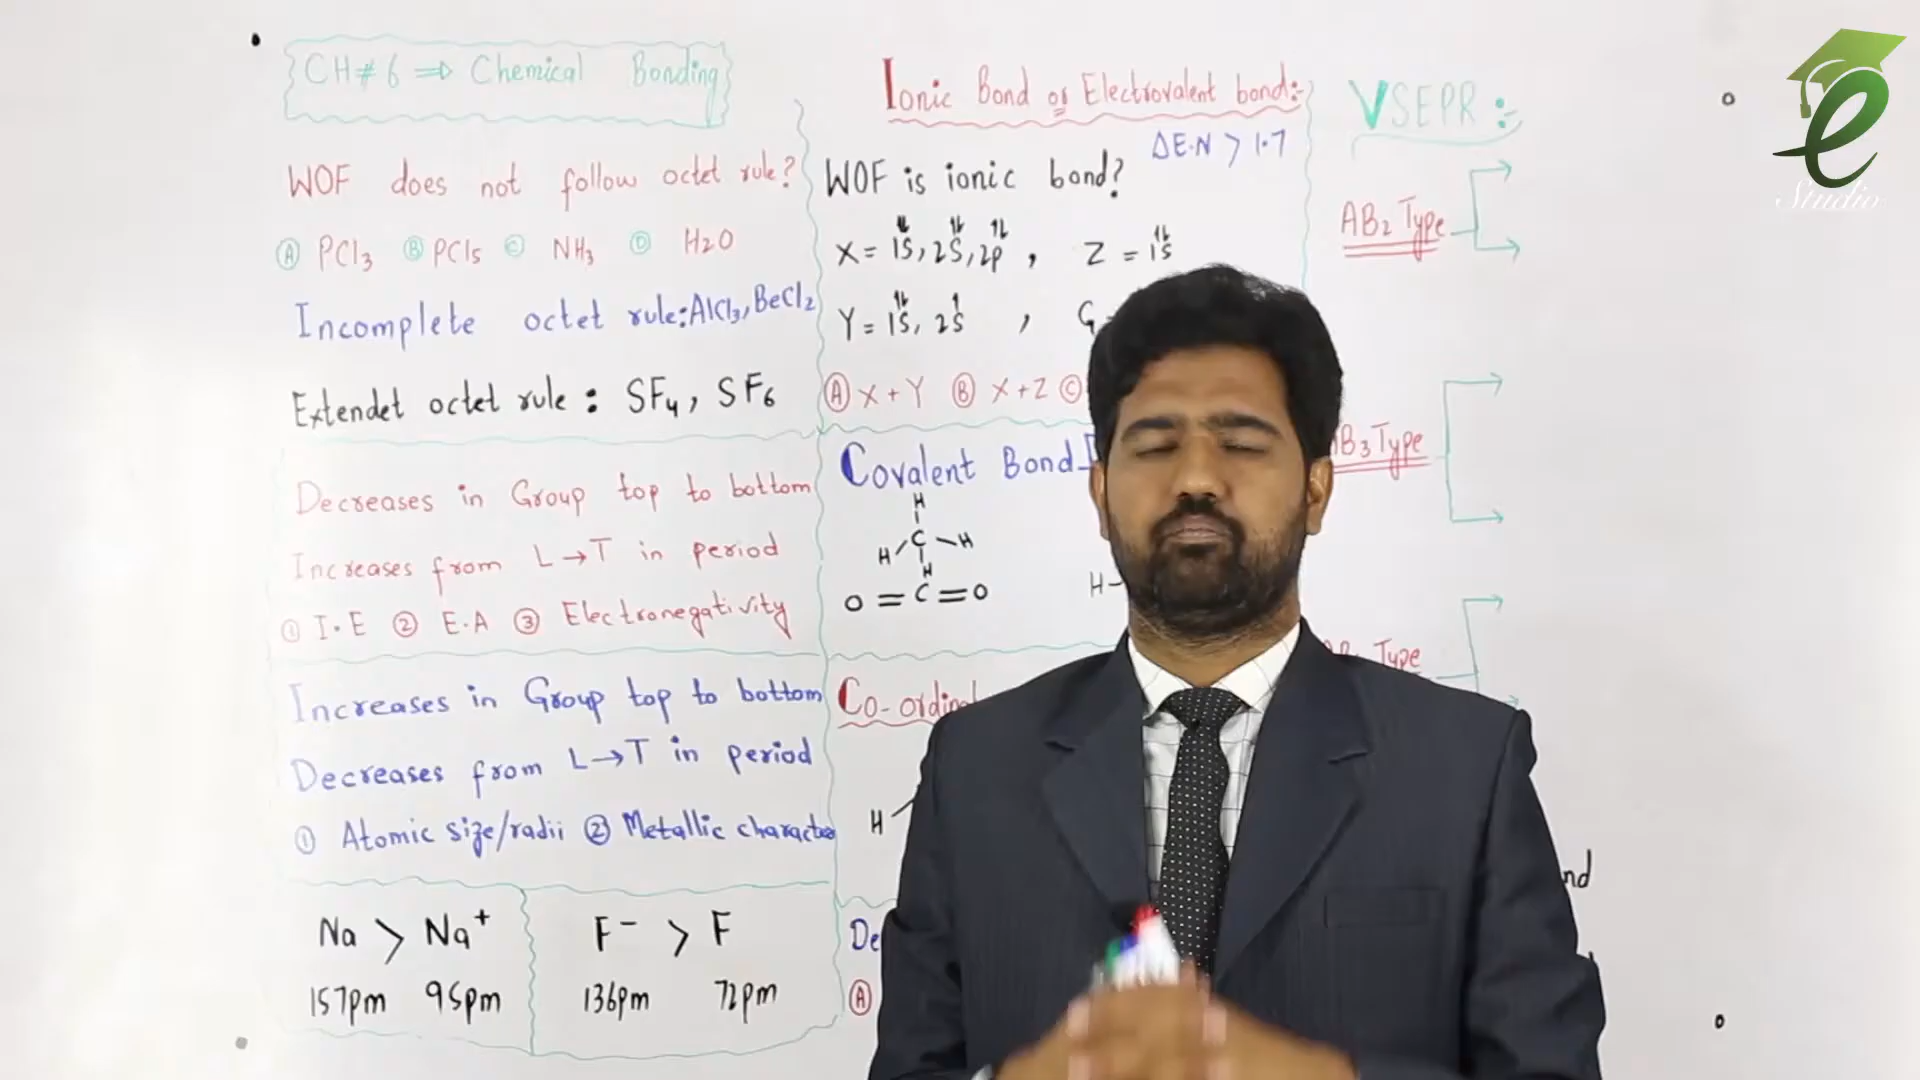 CH#6 ⇒ Chemical Bonding
WOF does not follow octet rule?
Ⓐ PCl3 Ⓑ PCl5 Ⓒ NH3 Ⓓ H2O
Incomplete octet rule: AlCl3, BeCl2
Extendet octet rule : SF4, SF6
Decreases in Group top to bottom
Increases from L→T in period
① I.E ② E.A ③ Electronegativity
Increases in Group top to bottom
Decreases from L→T in period
① Atomic size/radii ② Metallic character
Na > Na+
157pm 95pm
F- > F
136pm 72pm
Ionic Bond or Electrovalent bond:-
ΔE.N > 1.7
WOF is ionic bond?
X = 1S, 2S, 2P , Z = 1S
Y = 1S, 2S ,
Ⓐ X + Y Ⓑ X + Z Ⓒ
Covalent Bond
H
H C H
H
O = C = O
H-
H
Ⓐ
VSEPR :-
AB2 Type
B3 Type
Type
nd
e
Studio